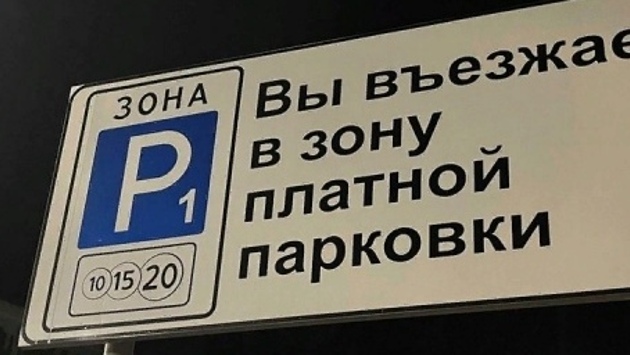 ЗОНА
P1
10 15 20
Вы въезжае
в зону
платной
парковки